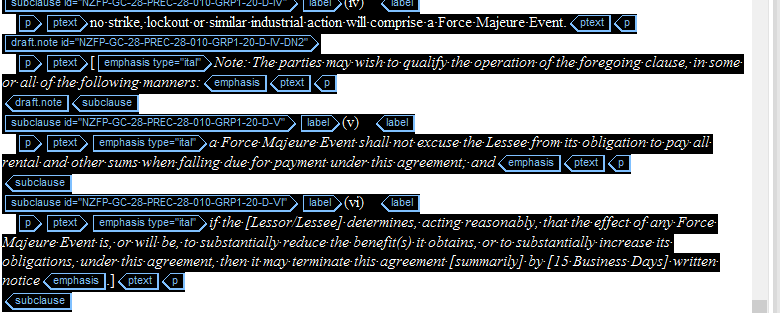 subclause id="NZFP-GC-28-PREC-28-010-GRP1-20-D-IV" label (iv) label
p ptext no strike, lockout or similar industrial action will comprise a Force Majeure Event. ptext p
draft.note id="NZFP-GC-28-PREC-28-010-GRP1-20-D-IV-DN2"
p ptext [ emphasis type="ital" Note: The parties may wish to qualify the operation of the foregoing clause, in some
or all of the following manners: emphasis ptext p
draft.note subclause
subclause id="NZFP-GC-28-PREC-28-010-GRP1-20-D-V" label (v) label
p ptext emphasis type="ital" a Force Majeure Event shall not excuse the Lessee from its obligation to pay all
rental and other sums when falling due for payment under this agreement; and emphasis ptext p
subclause
subclause id="NZFP-GC-28-PREC-28-010-GRP1-20-D-VI" label (vi) label
p ptext emphasis type="ital" if the [Lessor/Lessee] determines, acting reasonably, that the effect of any Force
Majeure Event is, or will be, to substantially reduce the benefit(s) it obtains, or to substantially increase its
obligations, under this agreement, then it may terminate this agreement [summarily] by [15 Business Days] written
notice emphasis .] ptext p
subclause